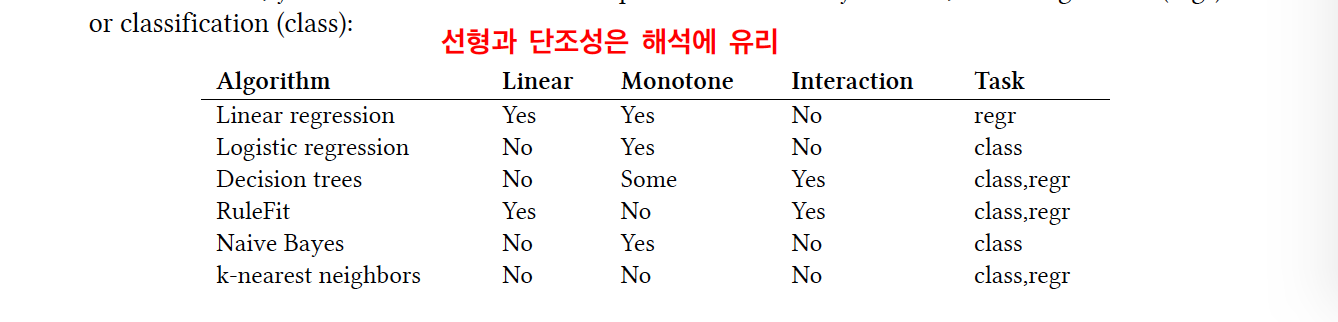 or classification (class):
선형과 단조성은 해석에 유리
Algorithm Linear Monotone Interaction Task
Linear regression Yes Yes No regr
Logistic regression No Yes No class
Decision trees No Some Yes class,regr
RuleFit Yes No Yes class,regr
Naive Bayes No Yes No class
k-nearest neighbors No No No class,regr